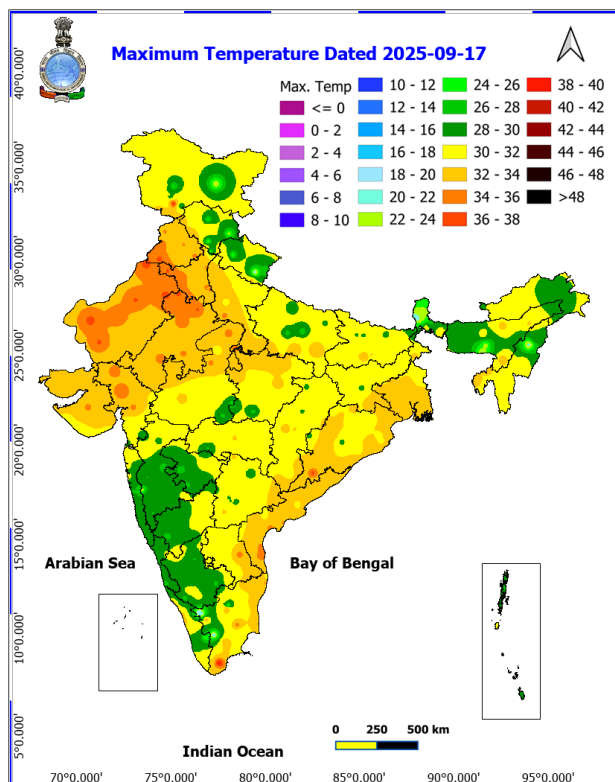 Maximum Temperature Dated 2025-09-17
Max. Temp
<= 0
0 - 2
2 - 4
4 - 6
6 - 8
8 - 10
10 - 12
12 - 14
14 - 16
16 - 18
18 - 20
20 - 22
22 - 24
24 - 26
26 - 28
28 - 30
30 - 32
32 - 34
34 - 36
36 - 38
38 - 40
40 - 42
42 - 44
44 - 46
46 - 48
>48
40°0.000'
35°0.000'
30°0.000'
25°0.000'
20°0.000'
15°0.000'
10°0.000'
5°0.000'
Arabian Sea
Bay of Bengal
Indian Ocean
0 250 500 km
70°0.000' 75°0.000' 80°0.000' 85°0.000' 90°0.000' 95°0.000'